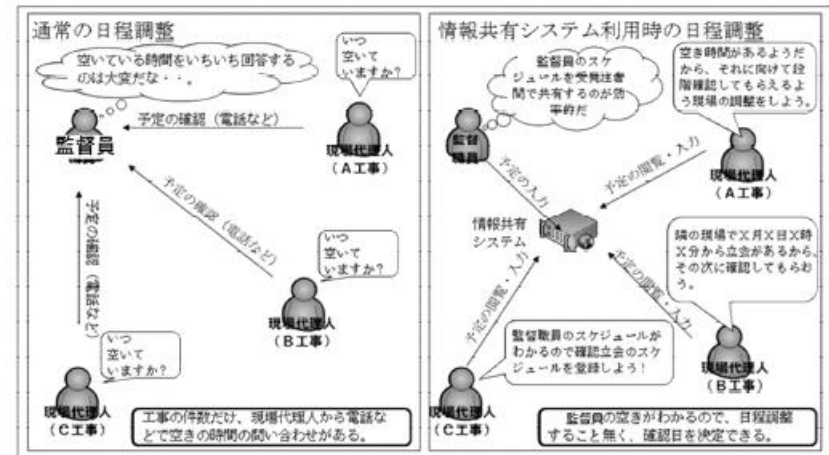 通常の日程調整
空いている時間をいちいち回答する
のは大変だな・・。
いつ
空いて
いますか?
監督員
予定の確認（電話など）
現場代理人
（A工事）
予定の確認（電話など）
予定の確認（電話など）
いつ
空いて
いますか?
現場代理人
（B工事）
いつ
空いて
いますか?
現場代理人
（C工事）
工事の件数だけ、現場代理人から電話な
どで空きの時間の問い合わせがある。
情報共有システム利用時の日程調整
監督員のスケ
ジュールを受発注者
間で共有するのが効
率的だ
空き時間があるようだ
から、それに向けて段
階確認してもらえるよ
う現場の調整をしよう。
監督
職員
予定の入力
予定の閲覧・入力
現場代理人
（A工事）
情報共有
システム
隣の現場でX月X日X時
X分から立会があるから、
その次に確認してもらお
う。
予定の閲覧・入力
予定の閲覧・入力
監督職員のスケジュールが
わかるので確認立会のスケ
ジュールを登録しよう！
現場代理人
（B工事）
現場代理人
（C工事）
監督員の空きがわかるので、日程調整
すること無く、確認日を決定できる。